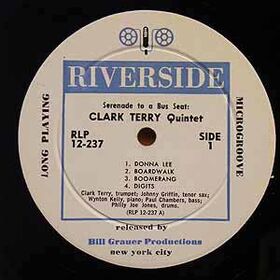 RIVERSIDE
LONG PLAYING
MICROGROOVE
Serenade to a Bus Seat:
CLARK TERRY Quintet
RLP
12-237
SIDE
1
1. DONNA LEE
2. BOARDWALK
3. BOOMERANG
4. DIGITS
Clark Terry, trumpet; Johnny Griffin, tenor sax;
Wynton Kelly, piano; Paul Chambers, bass;
Philly Joe Jones, drums.
(RLP 12-237 A)
released by
Bill Grauer Productions
new york city